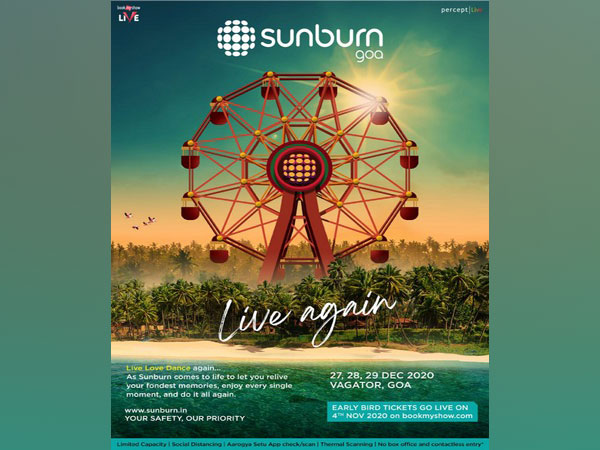 book my show
LIVE
percept Live
sunburn
goa
Live again
Live Love Dance again...
As Sunburn comes to life to let you relive
your fondest memories, enjoy every single
moment, and do it all again.
www.sunburn.in
YOUR SAFETY, OUR PRIORITY
27, 28, 29 DEC 2020
VAGATOR, GOA
EARLY BIRD TICKETS GO LIVE ON
4TH NOV 2020 on bookmyshow.com
Limited Capacity | Social Distancing | Aarogya Setu App check/scan | Thermal Scanning | No box office and contactless entry*